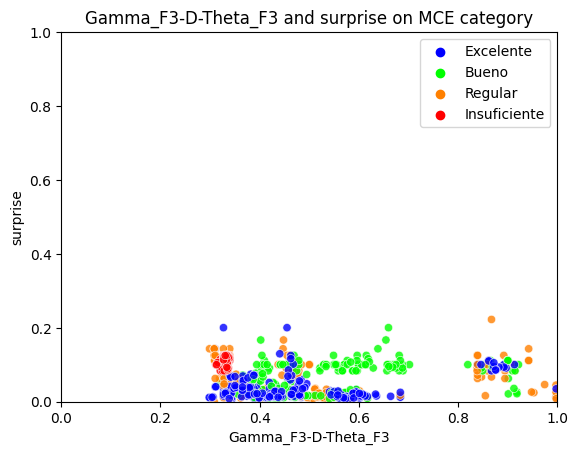 Gamma_F3-D-Theta_F3 and surprise on MCE category
Excelente
Bueno
Regular
Insuficiente
surprise
1.0
0.8
0.6
0.4
0.2
0.0
0.0 0.2 0.4 0.6 0.8 1.0
Gamma_F3-D-Theta_F3